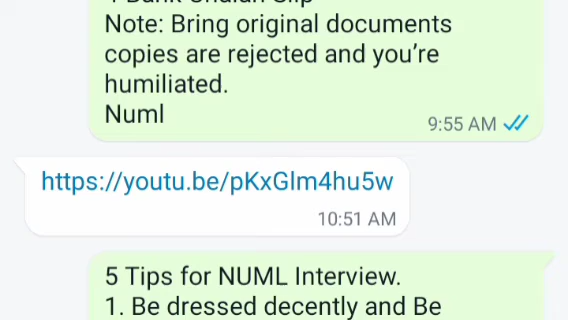 Note: Bring original documents
copies are rejected and you’re
humiliated.
Numl
9:55 AM
https://youtu.be/pKxGlm4hu5w
10:51 AM
5 Tips for NUML Interview.
1. Be dressed decently and Be